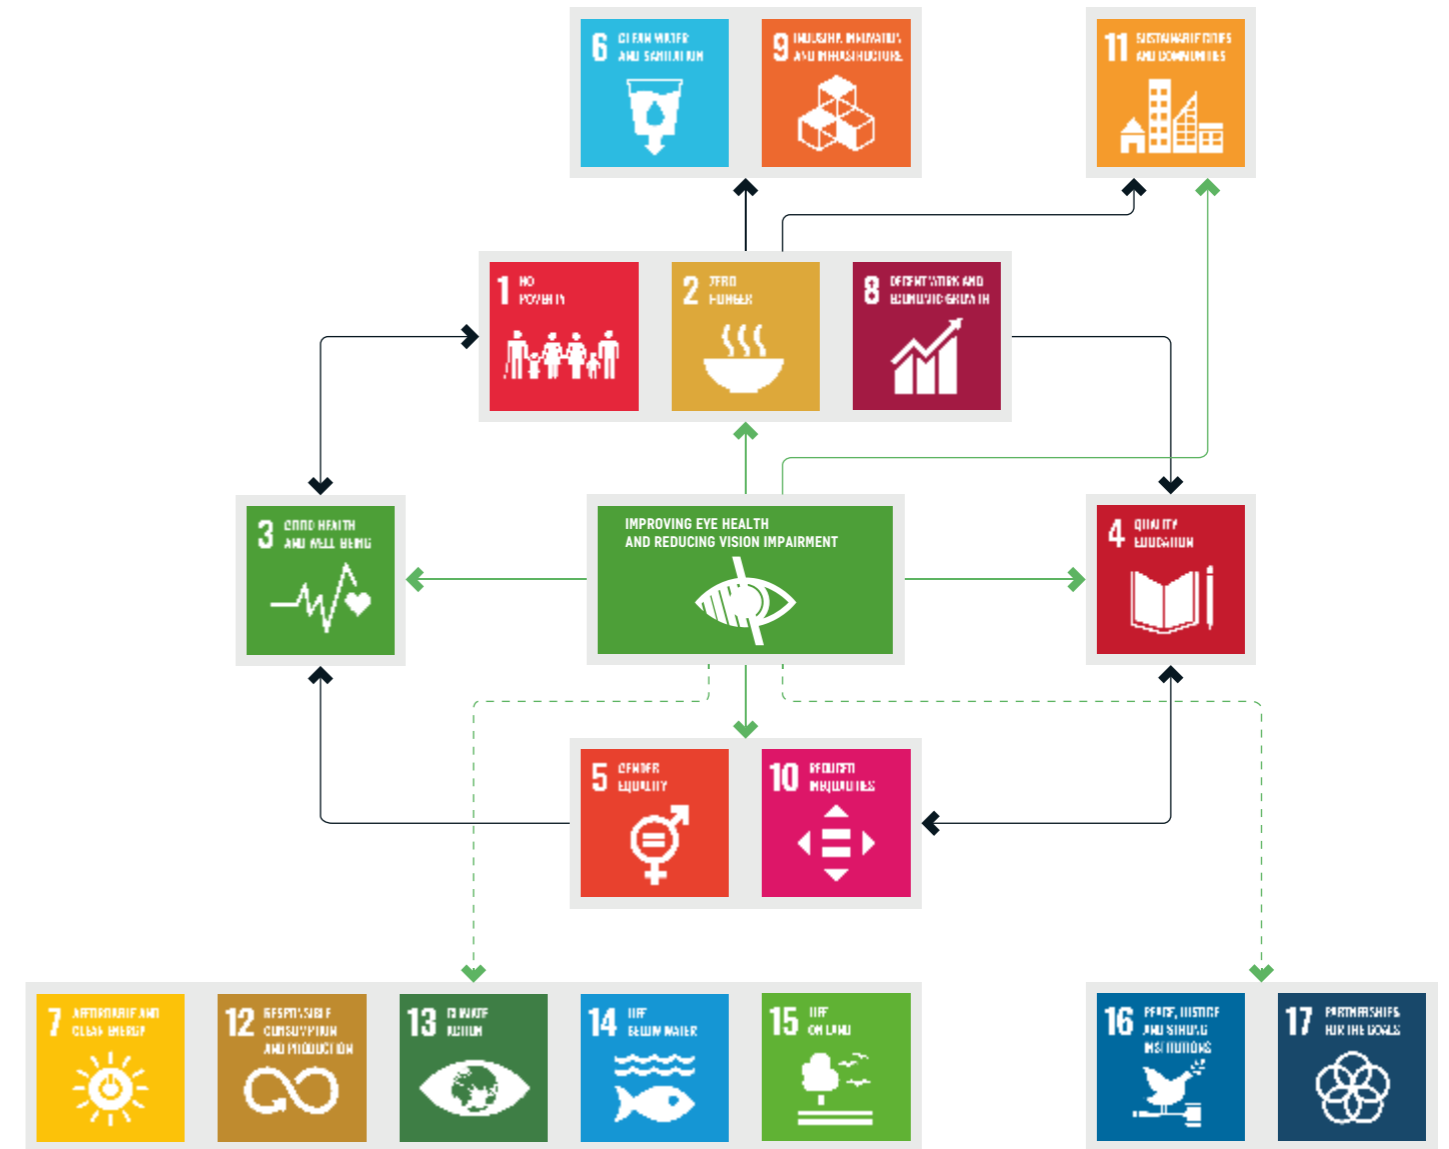 6 CLEAN WATER
AND SANITATION
9 INDUSTRY, INNOVATION
AND INFRASTRUCTURE
11 SUSTAINABLE CITIES
AND COMMUNITIES
1 NO
POVERTY
2 ZERO
HUNGER
8 DECENT WORK AND
ECONOMIC GROWTH
3 GOOD HEALTH
AND WELL-BEING
IMPROVING EYE HEALTH
AND REDUCING VISION IMPAIRMENT
4 QUALITY
EDUCATION
5 GENDER
EQUALITY
10 REDUCED
INEQUALITIES
7 AFFORDABLE AND
CLEAN ENERGY
12 RESPONSIBLE
CONSUMPTION
AND PRODUCTION
13 CLIMATE
ACTION
14 LIFE
BELOW WATER
15 LIFE
ON LAND
16 PEACE, JUSTICE
AND STRONG
INSTITUTIONS
17 PARTNERSHIPS
FOR THE GOALS